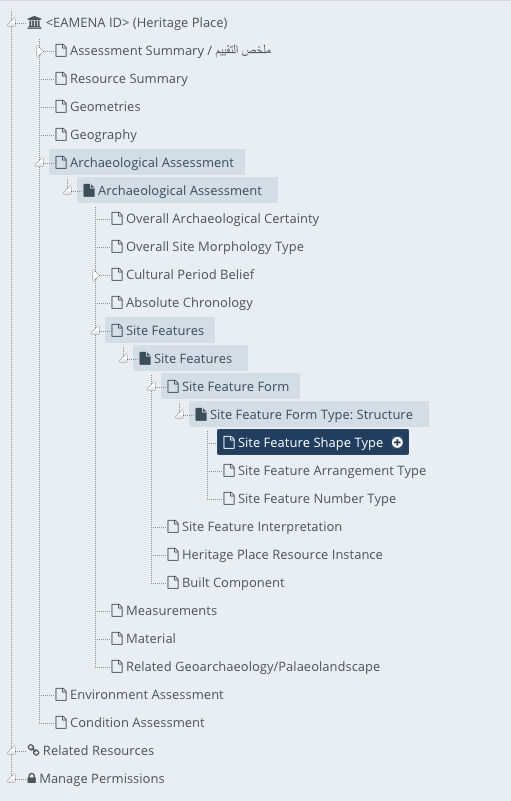 <EAMENA ID> (Heritage Place)
Assessment Summary / ملخص التقييم
Resource Summary
Geometries
Geography
Archaeological Assessment
Archaeological Assessment
Overall Archaeological Certainty
Overall Site Morphology Type
Cultural Period Belief
Absolute Chronology
Site Features
Site Features
Site Feature Form
Site Feature Form Type: Structure
Site Feature Shape Type
Site Feature Arrangement Type
Site Feature Number Type
Site Feature Interpretation
Heritage Place Resource Instance
Built Component
Measurements
Material
Related Geoarchaeology/Palaeolandscape
Environment Assessment
Condition Assessment
Related Resources
Manage Permissions